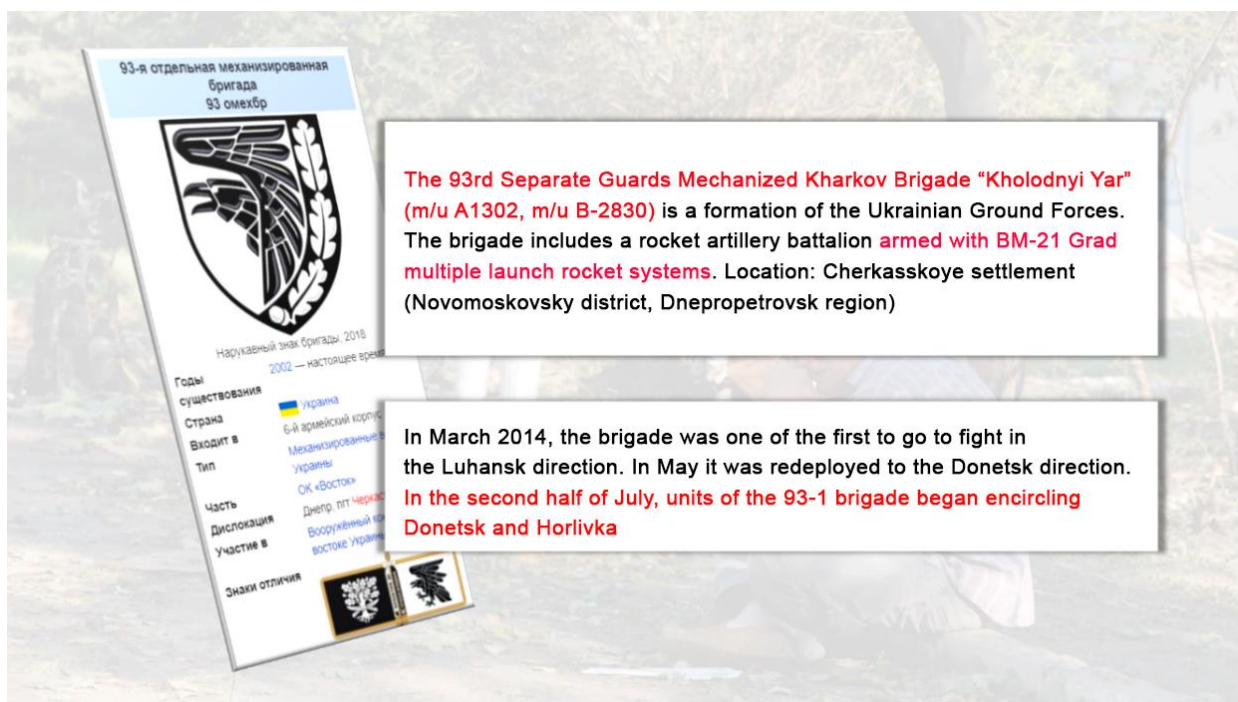 93-я отдельная механизированная
бригада
93 омехбр
Нарукавный знак бригады, 2018
Годы
существования
2002 — настоящее время
Страна
Украина
Входит в
6-й армейский корпус
Тип
Механизированные
Украины
Часть
ОК «Восток»
Дислокация
Днепр. пгт
Участие в
востоке
Знаки отличия
The 93rd Separate Guards Mechanized Kharkov Brigade “Kholodnyi Yar”
(m/u A1302, m/u B-2830) is a formation of the Ukrainian Ground Forces.
The brigade includes a rocket artillery battalion armed with BM-21 Grad
multiple launch rocket systems. Location: Cherkasskoye settlement
(Novomoskovsky district, Dnepropetrovsk region)
In March 2014, the brigade was one of the first to go to fight in
the Luhansk direction. In May it was redeployed to the Donetsk direction.
In the second half of July, units of the 93-1 brigade began encircling
Donetsk and Horlivka